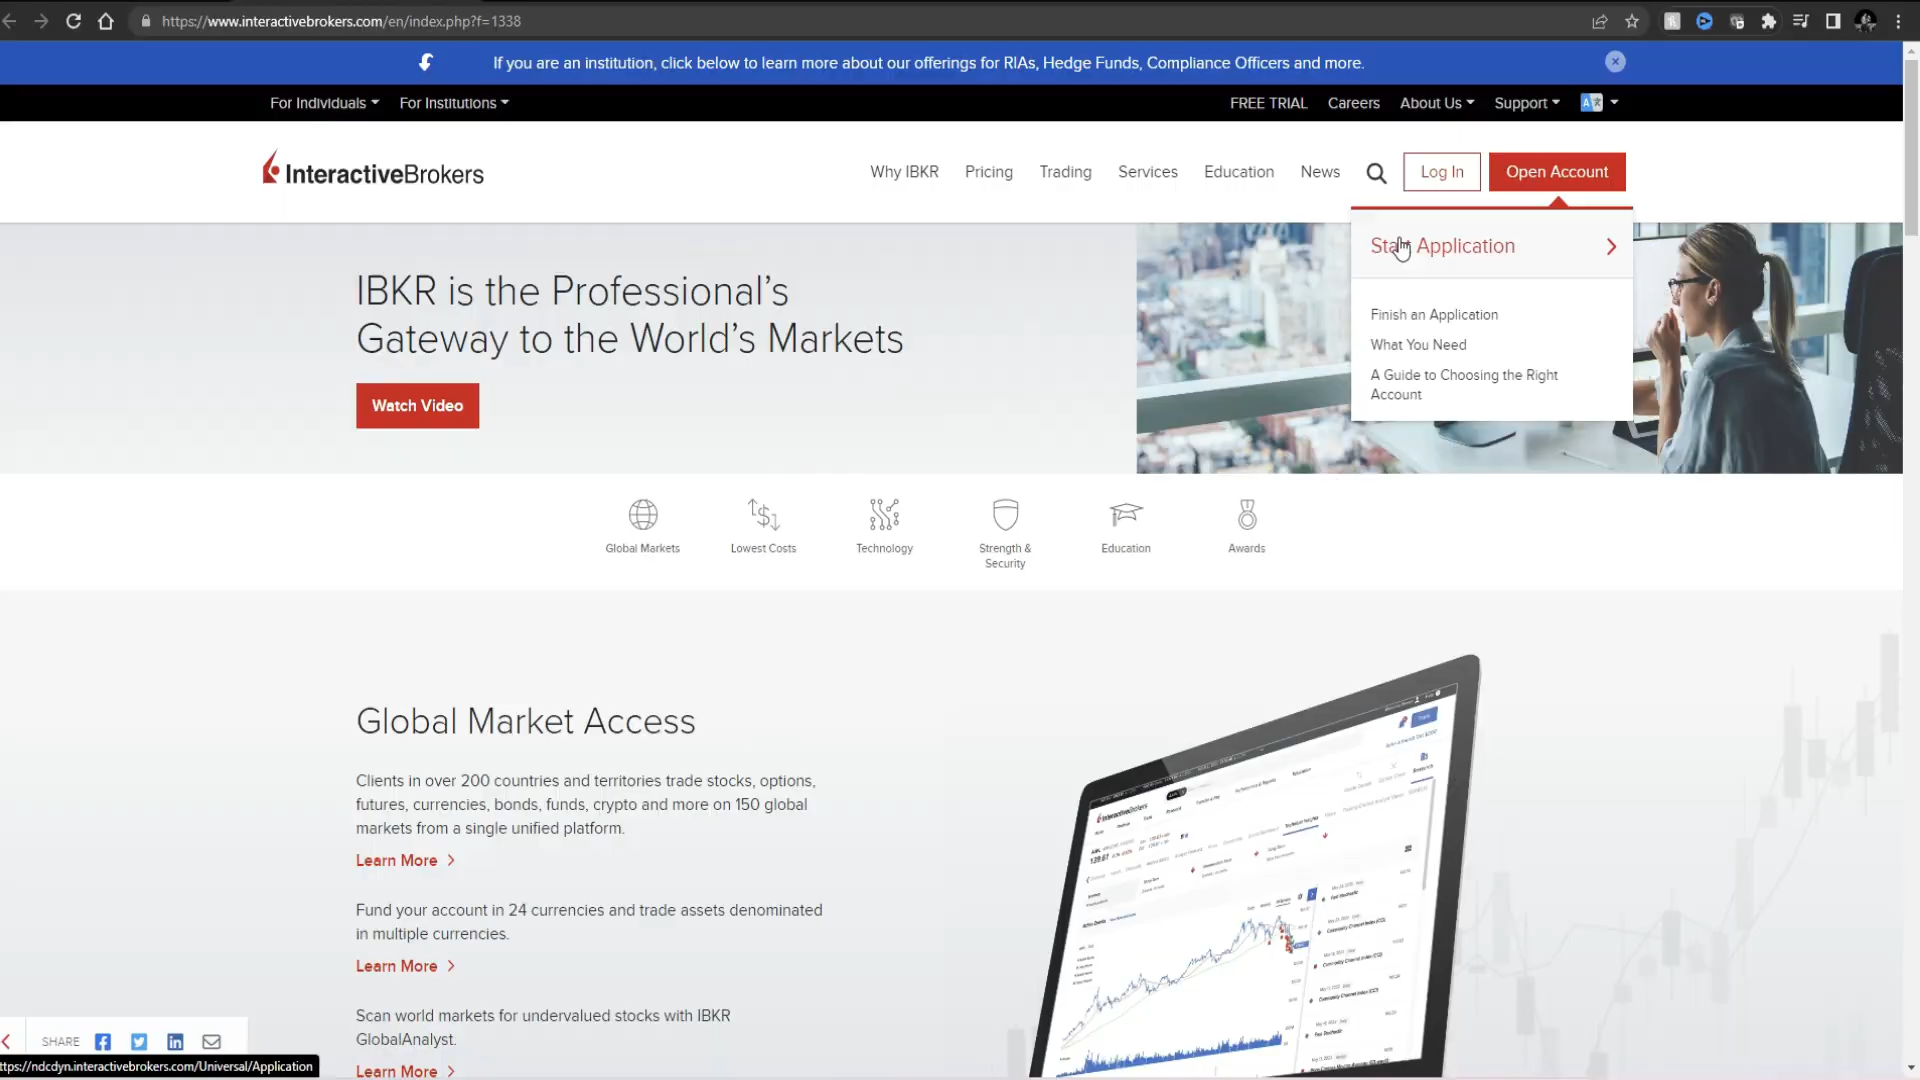 https://www.interactivebrokers.com/en/index.php?f=1338
If you are an institution, click below to learn more about our offerings for RIAs, Hedge Funds, Compliance Officers and more.
For Individuals
For Institutions
FREE TRIAL
Careers
About Us
Support
InteractiveBrokers
Why IBKR
Pricing
Trading
Services
Education
News
Log In
Open Account
Start Application
Finish an Application
What You Need
A Guide to Choosing the Right
Account
IBKR is the Professional's
Gateway to the World's Markets
Watch Video
Global Markets
Lowest Costs
Technology
Strength &
Security
Education
Awards
Global Market Access
Clients in over 200 countries and territories trade stocks, options,
futures, currencies, bonds, funds, crypto and more on 150 global
markets from a single unified platform.
Learn More
Fund your account in 24 currencies and trade assets denominated
in multiple currencies.
Learn More
Scan world markets for undervalued stocks with IBKR
GlobalAnalyst.
Learn More
SHARE
ttps://ndcdyn.interactivebrokers.com/Universal/Application
InteractiveBrokers